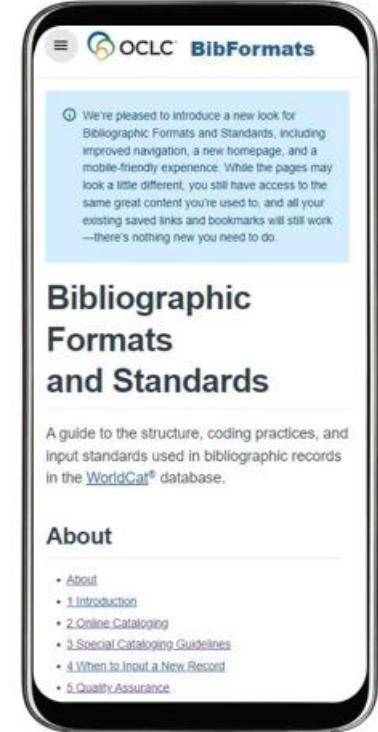 OCLC® BibFormats
We're pleased to introduce a new look for
Bibliographic Formats and Standards, including
improved navigation, a new homepage, and a
mobile-friendly experience. While the pages may
look a little different, you still have access to the
same great content you're used to, and all your
existing saved links and bookmarks will still work
—there's nothing new you need to do.
Bibliographic
Formats
and Standards
A guide to the structure, coding practices, and
input standards used in bibliographic records
in the WorldCat® database.
About
• About
• 1 Introduction
• 2 Online Cataloging
• 3 Special Cataloging Guidelines
• 4 When to Input a New Record
• 5 Quality Assurance